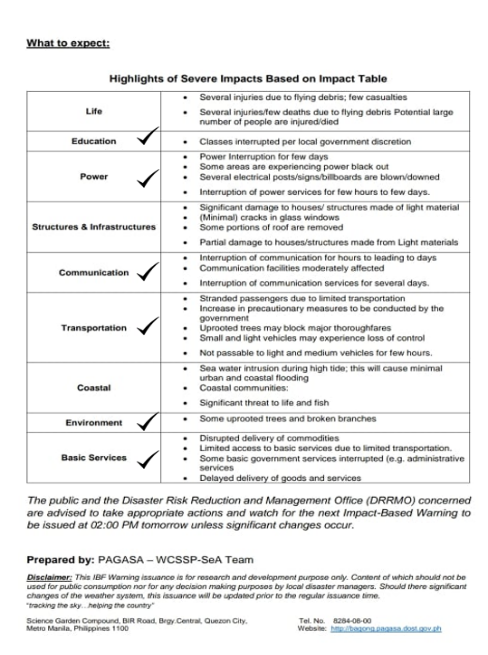 What to expect:
Highlights of Severe Impacts Based on Impact Table
Life
• Several injuries due to flying debris; few casualties
• Several injuries/few deaths due to flying debris Potential large
number of people are injured/died
Education
• Classes interrupted per local government discretion
Power
• Power Interruption for few days
• Some areas are experiencing power black out
• Several electrical posts/signs/billboards are blown/downed
• Interruption of power services for few hours to few days.
Structures & Infrastructures
• Significant damage to houses/ structures made of light material
• (Minimal) cracks in glass windows
• Some portions of roof are removed
• Partial damage to houses/structures made from Light materials
Communication
• Interruption of communication for hours to leading to days
• Communication facilities moderately affected
• Interruption of communication services for several days.
Transportation
• Stranded passengers due to limited transportation
• Increase in precautionary measures to be conducted by the
government
• Uprooted trees may block major thoroughfares
• Small and light vehicles may experience loss of control
• Not passable to light and medium vehicles for few hours.
Coastal
• Sea water intrusion during high tide; this will cause minimal
urban and coastal flooding
• Coastal communities:
• Significant threat to life and fish
Environment
• Some uprooted trees and broken branches
Basic Services
• Disrupted delivery of commodities
• Limited access to basic services due to limited transportation.
• Some basic government services interrupted (e.g. administrative
services
• Delayed delivery of goods and services
The public and the Disaster Risk Reduction and Management Office (DRRMO) concerned
are advised to take appropriate actions and watch for the next Impact-Based Warning to
be issued at 02:00 PM tomorrow unless significant changes occur.
Prepared by: PAGASA – WCSSP-SeA Team
Disclaimer: This IBF Warning issuance is for research and development purpose only. Content of which should not be
used for public consumption nor for any decision making purposes by local disaster managers. Should there significant
changes of the weather system, this issuance will be updated prior to the regular issuance time.
"tracking the sky...helping the country"
Science Garden Compound, BIR Road, Brgy.Central, Quezon City,
Metro Manila, Philippines 1100
Tel. No. 8284-08-00
Website: http://bagong.pagasa.dost.gov.ph